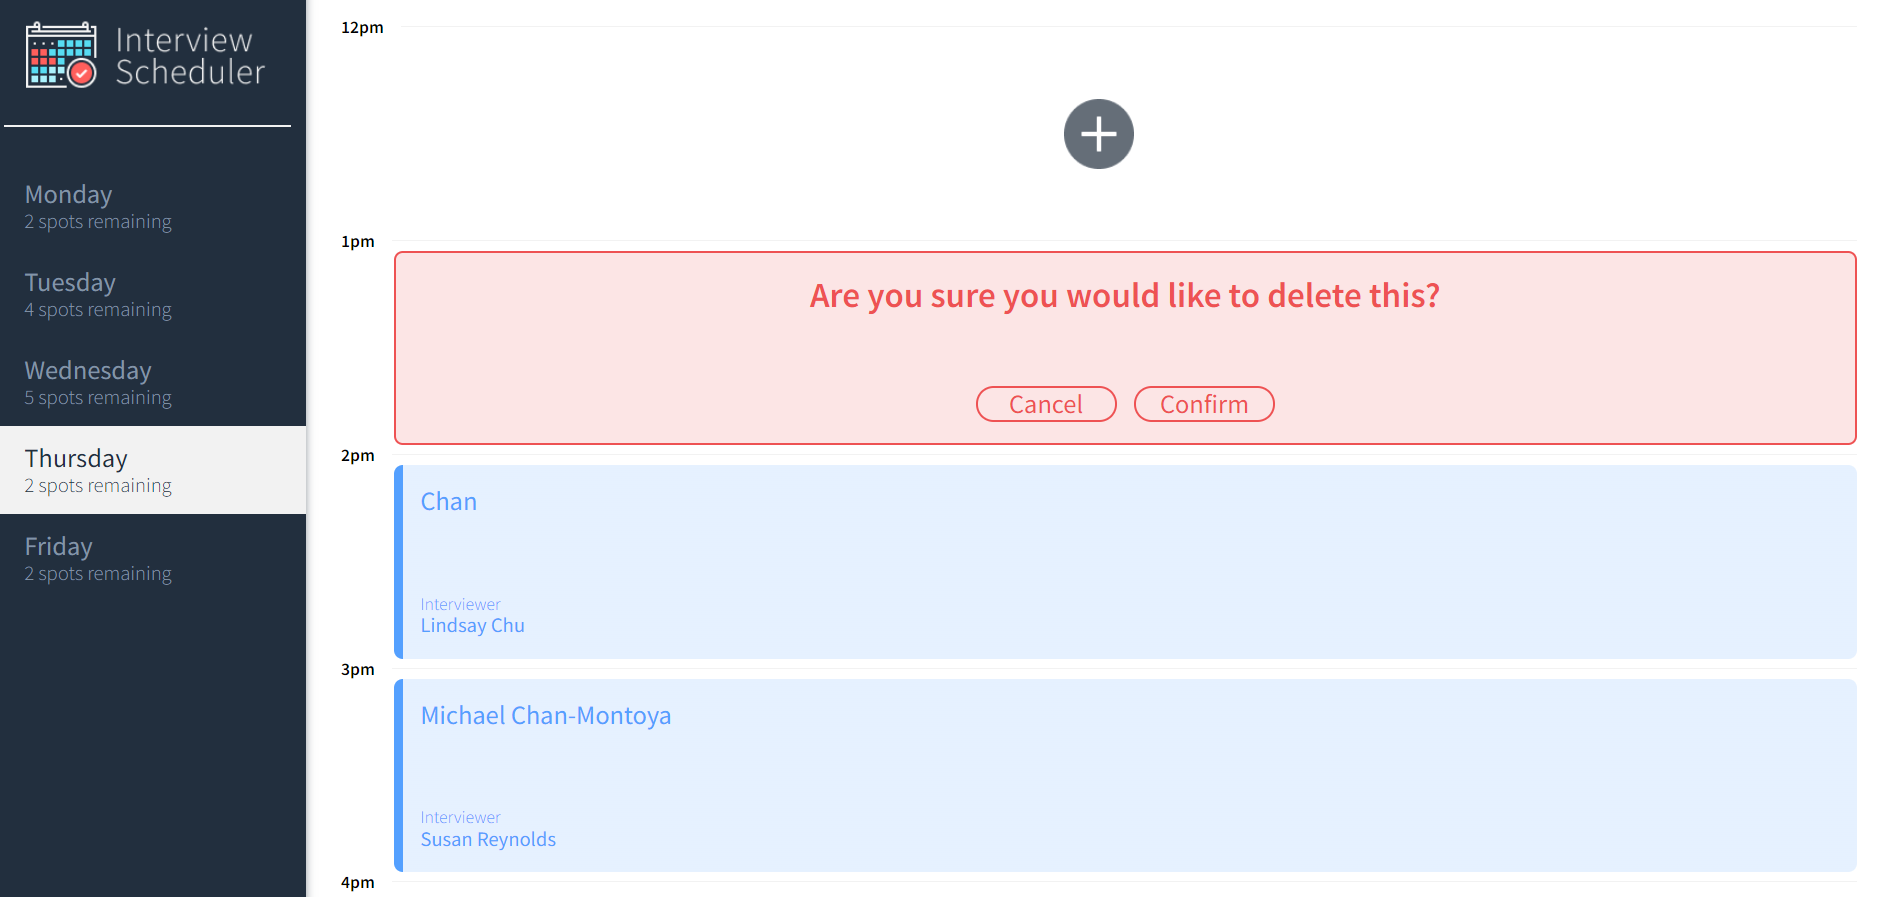 Interview
Scheduler
Monday
2 spots remaining
Tuesday
4 spots remaining
Wednesday
5 spots remaining
Thursday
2 spots remaining
Friday
2 spots remaining
12pm
1pm
Are you sure you would like to delete this?
Cancel Confirm
2pm
Chan
Interviewer
Lindsay Chu
3pm
Michael Chan-Montoya
Interviewer
Susan Reynolds
4pm